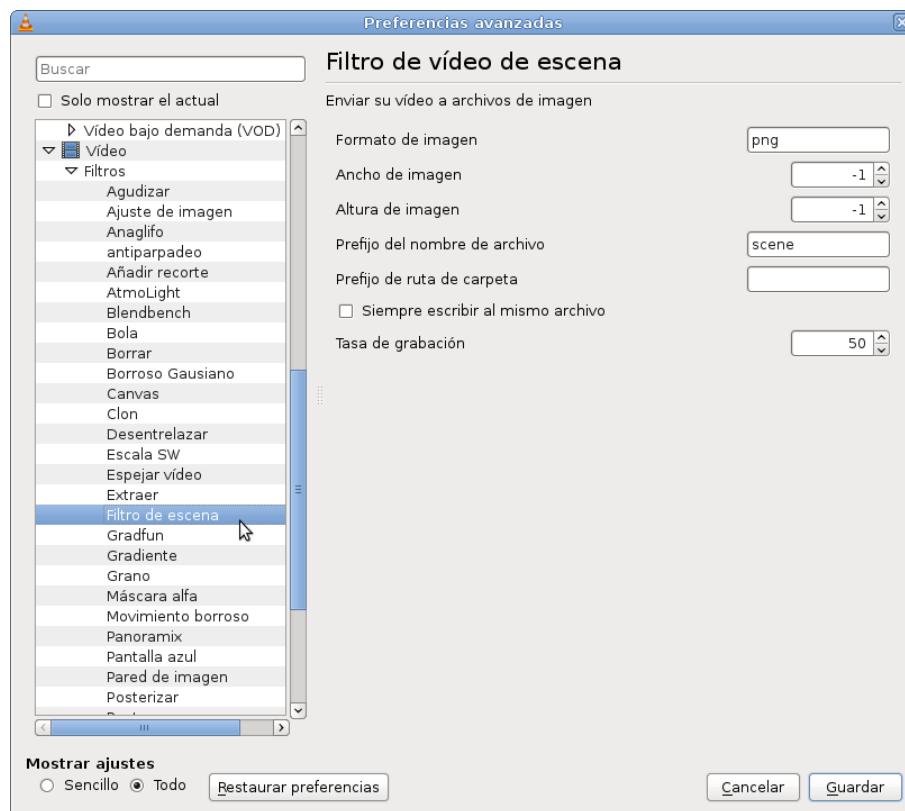 Preferencias avanzadas
Buscar
Solo mostrar el actual
Vídeo bajo demanda (VOD)
Vídeo
Filtros
Agudizar
Ajuste de imagen
Anaglifo
antiparpadeo
Añadir recorte
AtmoLight
Blendbench
Bola
Borrar
Borroso Gausiano
Canvas
Clon
Desentrelazar
Escala SW
Espejar vídeo
Extraer
Filtro de escena
Gradfun
Gradiente
Grano
Máscara alfa
Movimiento borroso
Panoramix
Pantalla azul
Pared de imagen
Posterizar
Filtro de vídeo de escena
Enviar su vídeo a archivos de imagen
Formato de imagen png
Ancho de imagen -1
Altura de imagen -1
Prefijo del nombre de archivo scene
Prefijo de ruta de carpeta
Siempre escribir al mismo archivo
Tasa de grabación 50
Mostrar ajustes
Sencillo Todo Restaurar preferencias Cancelar Guardar